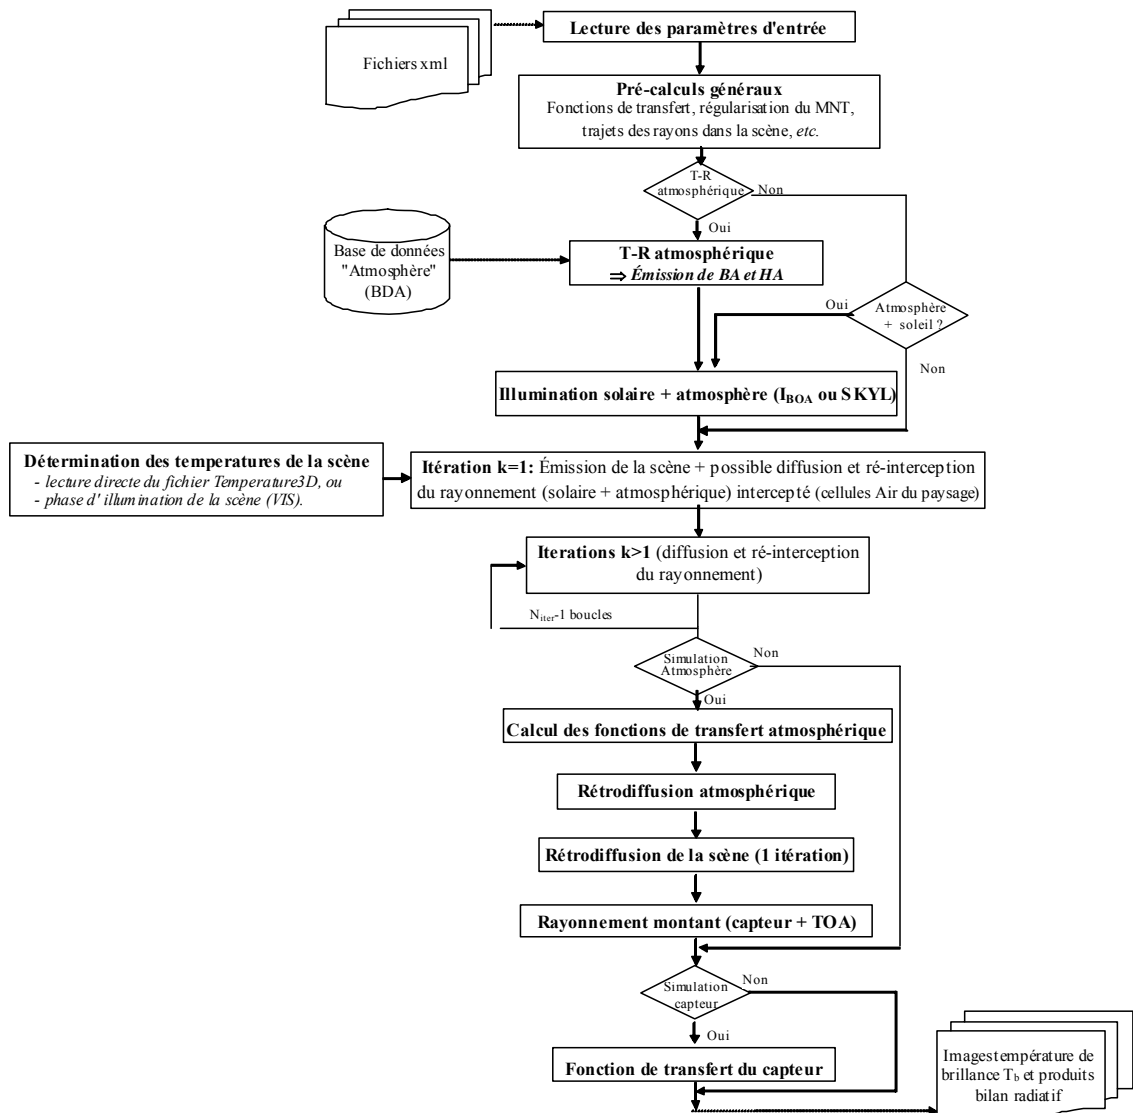 Lecture des paramètres d'entrée
Fichiers xml
Pré-calculs généraux
Fonctions de transfert, régularisation du MNT,
trajets des rayons dans la scène, etc.
T-R
atmosphérique
Non
Oui
Base de données
"Atmosphère"
(BDA)
T-R atmosphérique
⇒ Émission de BA et HA
Oui
Atmosphère
+ soleil ?
Non
Illumination solaire + atmosphère (I_BOA ou SKYL)
Détermination des temperatures de la scène
- lecture directe du fichier Temperature3D, ou
- phase d' illumination de la scène (VIS).
Itération k=1: Émission de la scène + possible diffusion et ré-interception
du rayonnement (solaire + atmosphérique) intercepté (cellules Air du paysage)
Iterations k>1 (diffusion et ré-interception
du rayonnement)
N_iter-1 boucles
Simulation
Atmosphère
Non
Oui
Calcul des fonctions de transfert atmosphérique
Rétrodiffusion atmosphérique
Rétrodiffusion de la scène (1 itération)
Rayonnement montant (capteur + TOA)
Simulation
capteur
Non
Oui
Fonction de transfert du capteur
Images température de
brillance T_b et produits
bilan radiatif